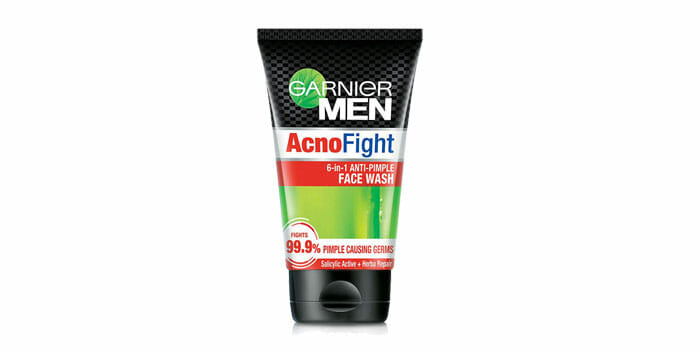 GARNIER
MEN
AcnoFight
6-in-1 ANTI-PIMPLE
FACE WASH
FIGHTS
99.9% PIMPLE CAUSING GERMS
Salicylic Active + Herba Repair